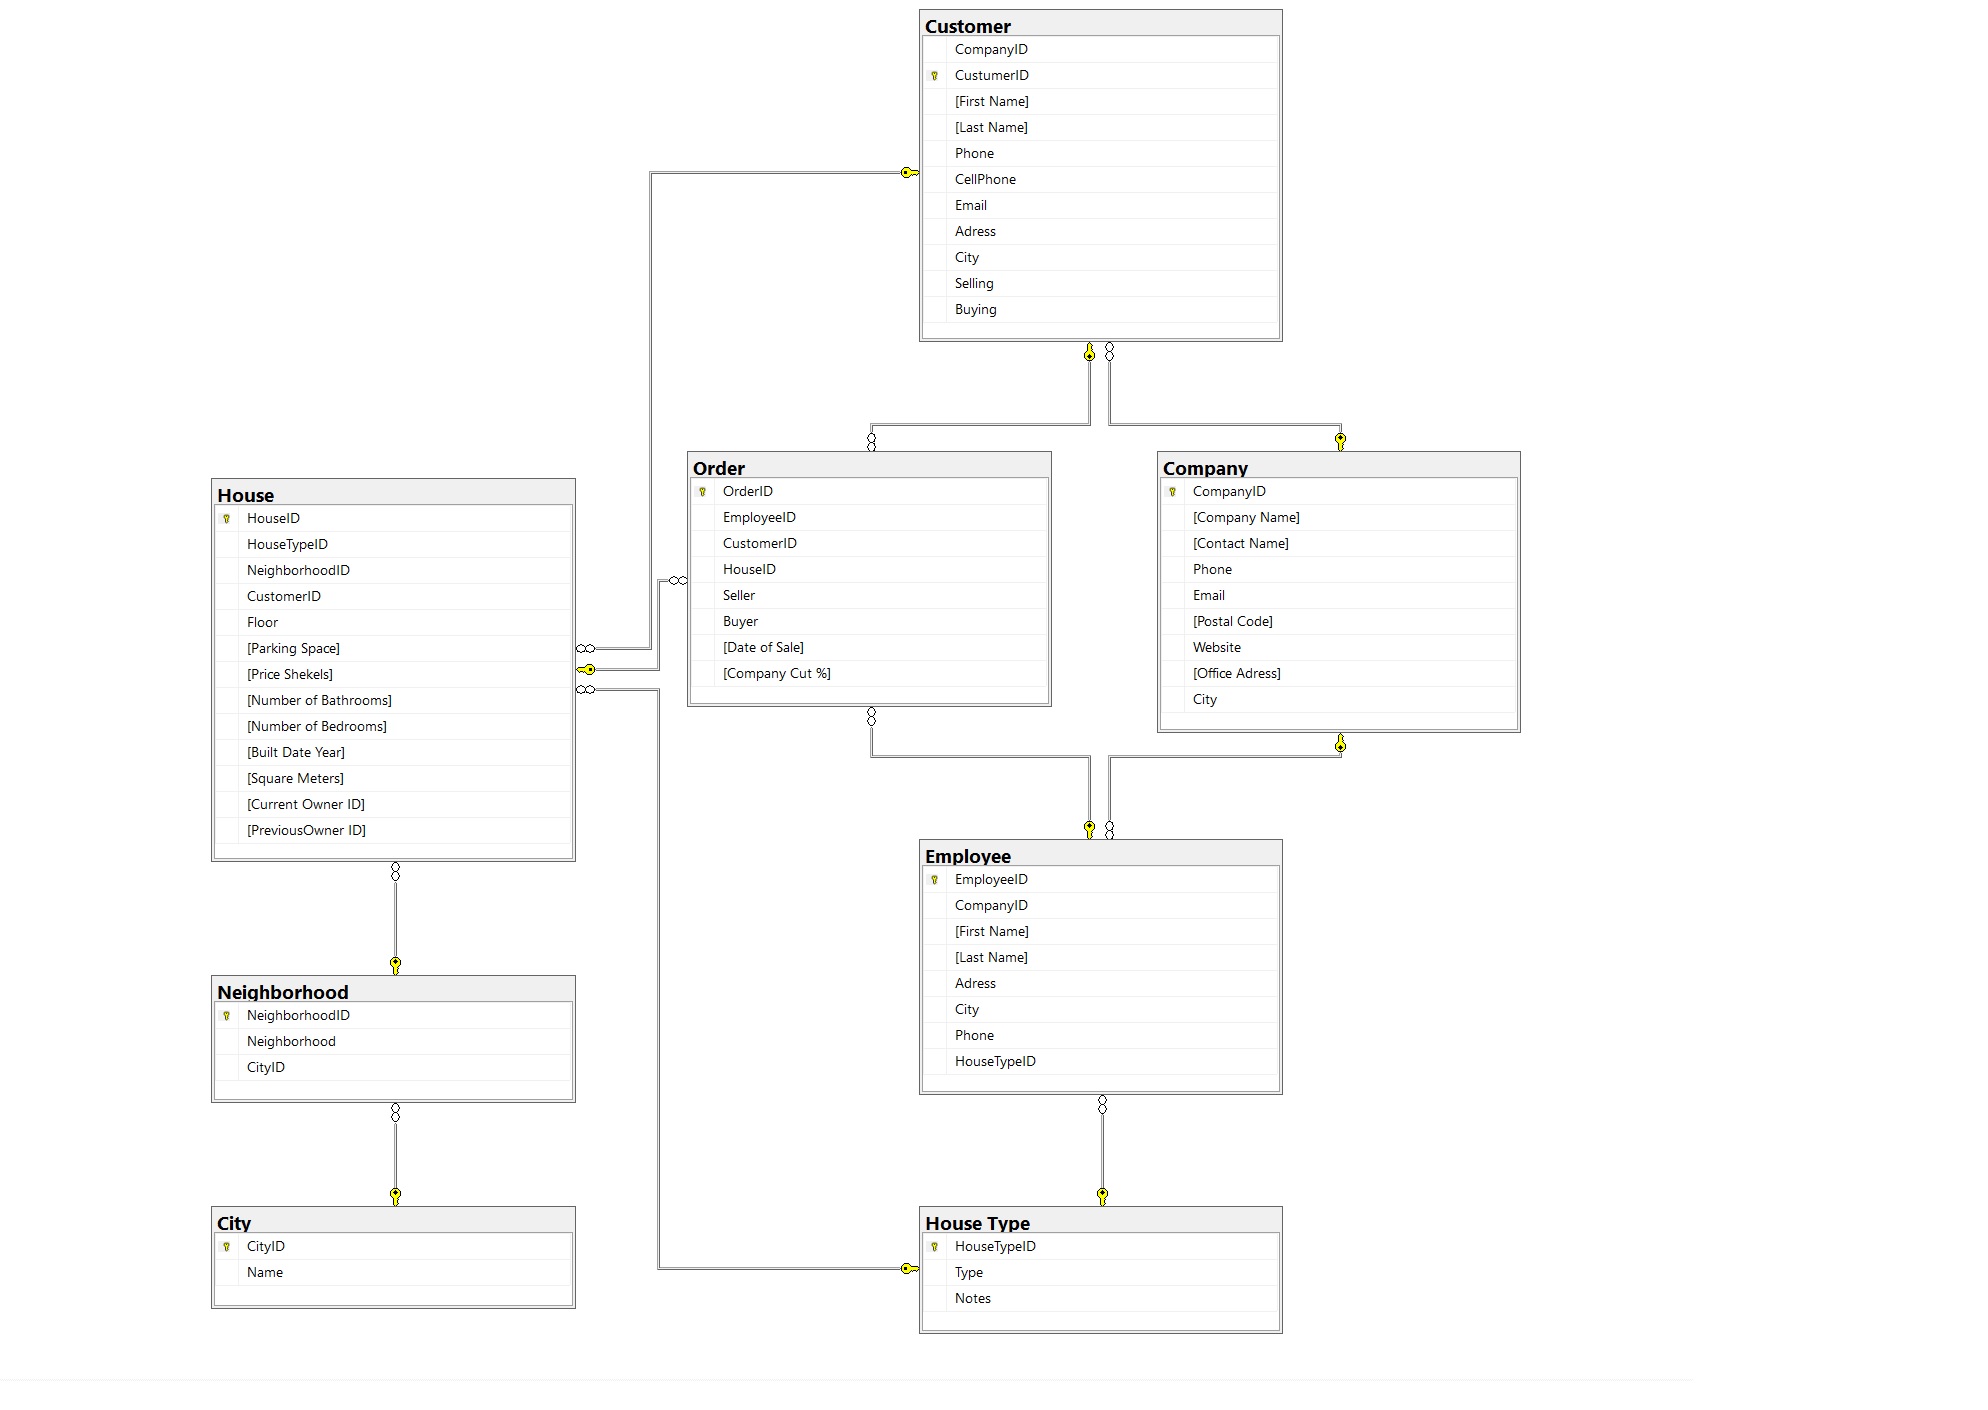 Customer
CompanyID
CustumerID
[First Name]
[Last Name]
Phone
CellPhone
Email
Adress
City
Selling
Buying
Order
OrderID
EmployeeID
CustomerID
HouseID
Seller
Buyer
[Date of Sale]
[Company Cut %]
Company
CompanyID
[Company Name]
[Contact Name]
Phone
Email
[Postal Code]
Website
[Office Adress]
City
House
HouseID
HouseTypeID
NeighborhoodID
CustomerID
Floor
[Parking Space]
[Price Shekels]
[Number of Bathrooms]
[Number of Bedrooms]
[Built Date Year]
[Square Meters]
[Current Owner ID]
[PreviousOwner ID]
Employee
EmployeeID
CompanyID
[First Name]
[Last Name]
Adress
City
Phone
HouseTypeID
Neighborhood
NeighborhoodID
Neighborhood
CityID
City
CityID
Name
House Type
HouseTypeID
Type
Notes